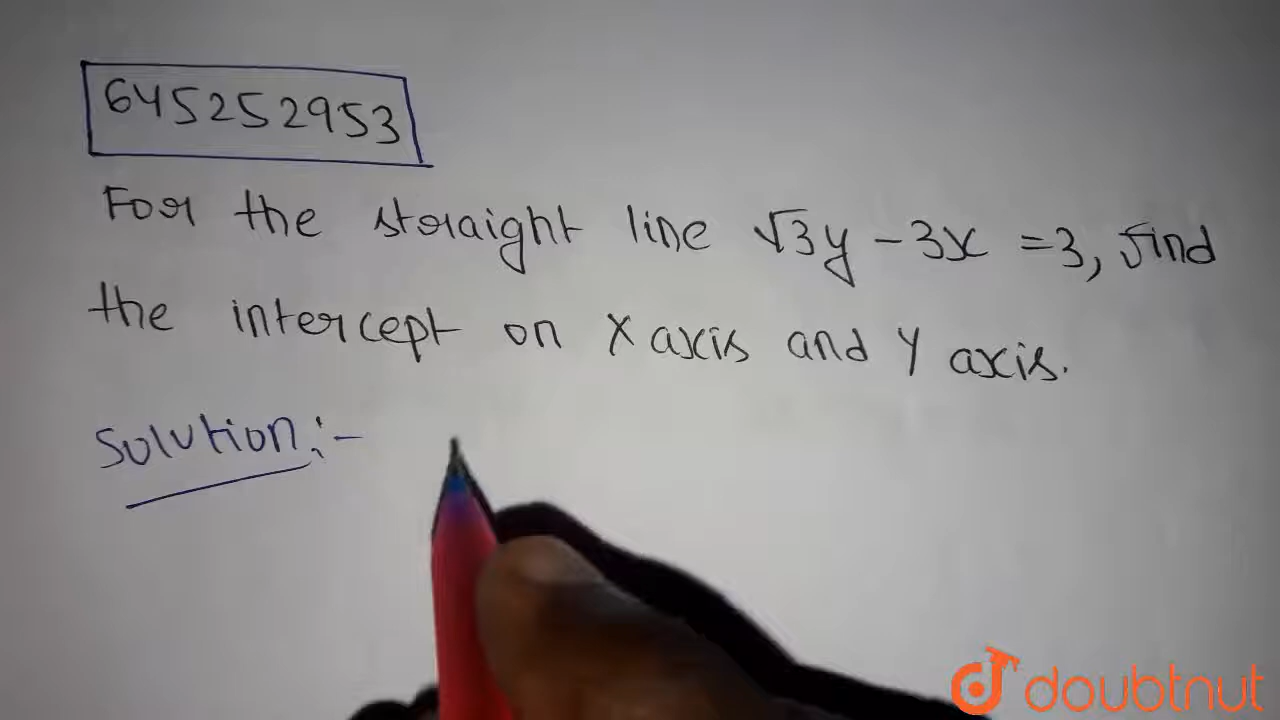 645252953
For the straight line √3y - 3x = 3, find
the intercept on X axis and Y axis.
Solution:-
doubtnut